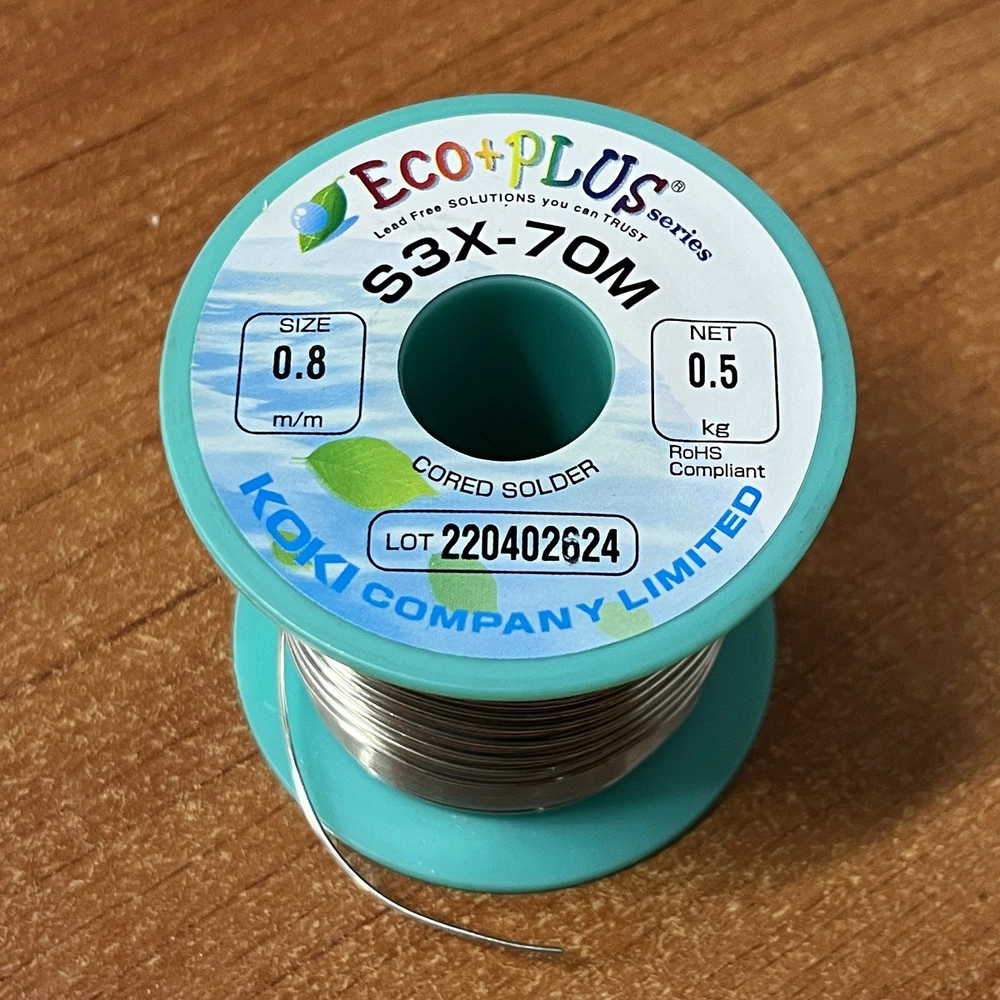 Eco+PLUS® series
Lead Free SOLUTIONS you can TRUST
S3X-70M
SIZE
0.8
m/m
NET
0.5
kg
RoHS
Compliant
CORED SOLDER
LOT 220402624
KOKI COMPANY LIMITED